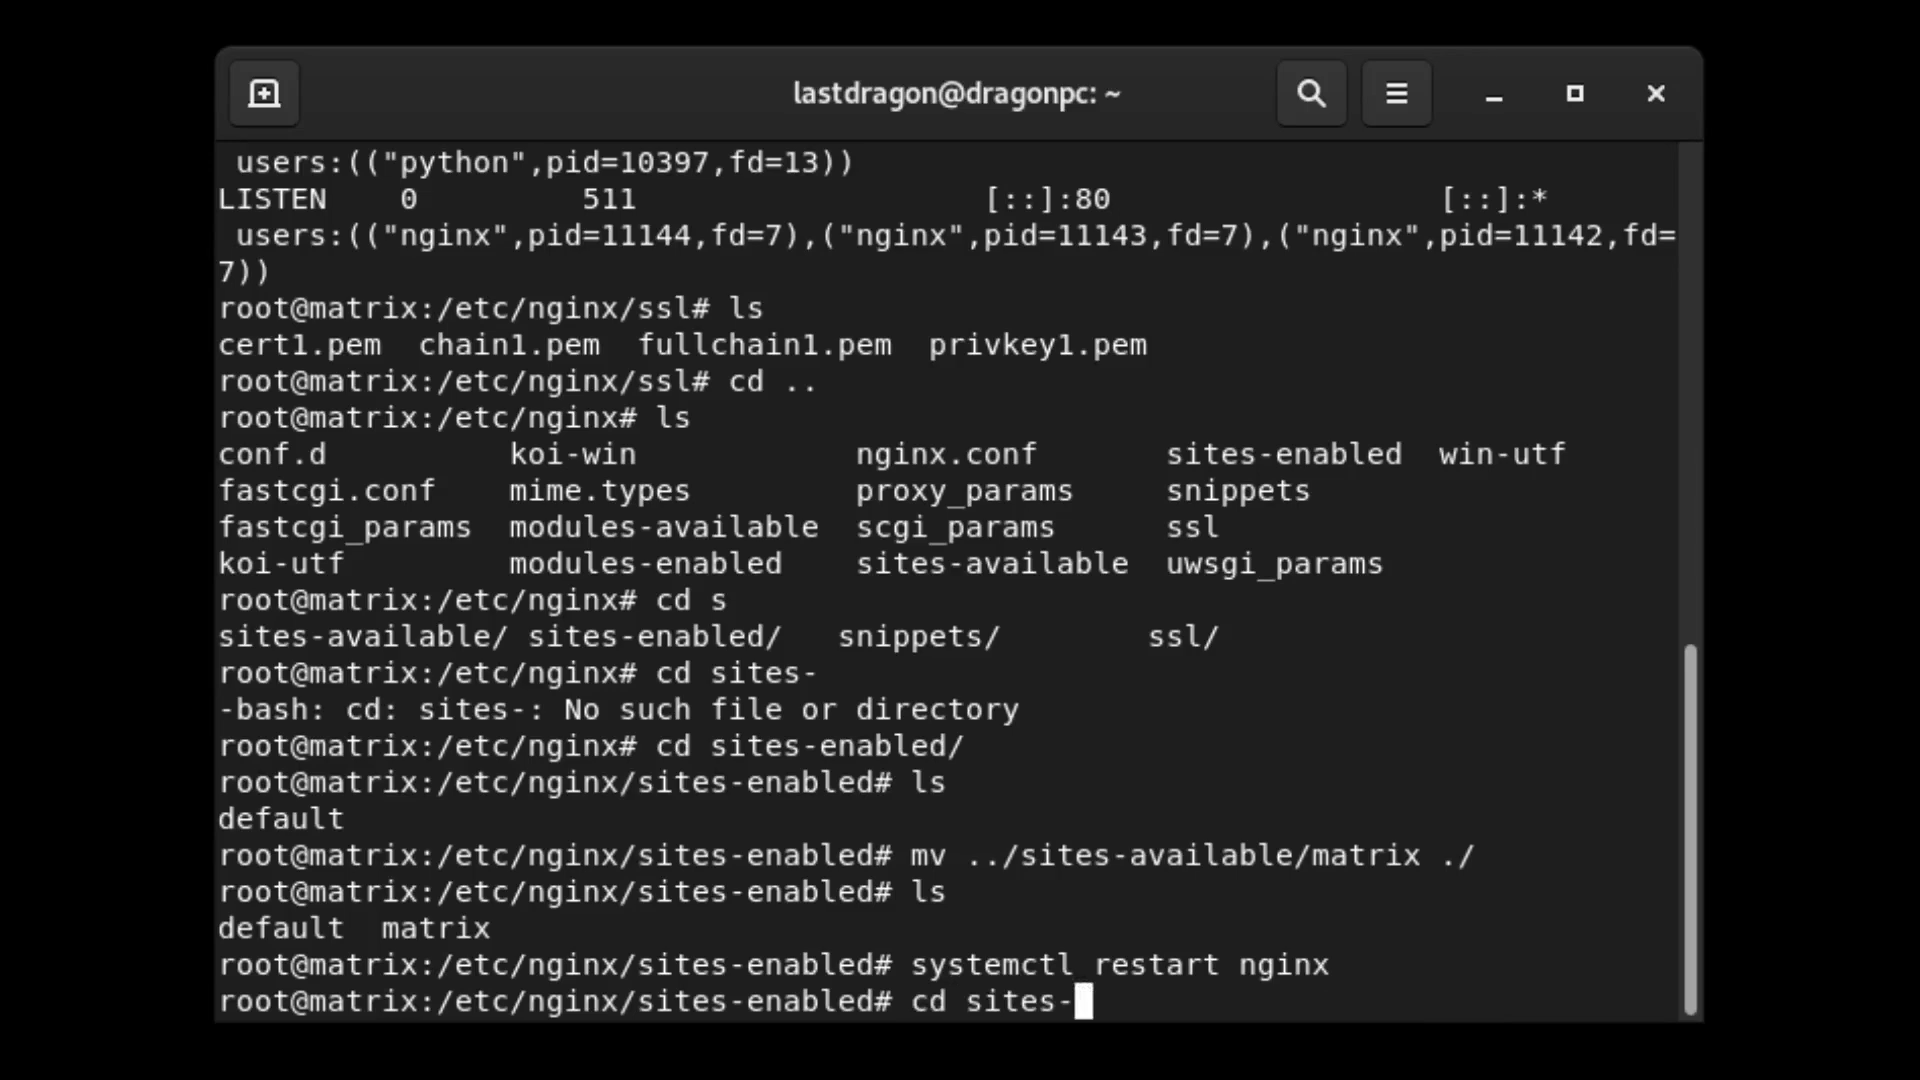 lastdragon@dragonpc: ~
users:(("python",pid=10397,fd=13))
LISTEN    0         511                   [::]:80                  [::]:*
users:(("nginx",pid=11144,fd=7),("nginx",pid=11143,fd=7),("nginx",pid=11142,fd=
7))
root@matrix:/etc/nginx/ssl# ls
cert1.pem  chain1.pem  fullchain1.pem  privkey1.pem
root@matrix:/etc/nginx/ssl# cd ..
root@matrix:/etc/nginx# ls
conf.d          koi-win            nginx.conf       sites-enabled  win-utf
fastcgi.conf    mime.types         proxy_params     snippets
fastcgi_params  modules-available  scgi_params      ssl
koi-utf         modules-enabled    sites-available  uwsgi_params
root@matrix:/etc/nginx# cd s
sites-available/ sites-enabled/   snippets/        ssl/
root@matrix:/etc/nginx# cd sites-
-bash: cd: sites-: No such file or directory
root@matrix:/etc/nginx# cd sites-enabled/
root@matrix:/etc/nginx/sites-enabled# ls
default
root@matrix:/etc/nginx/sites-enabled# mv ../sites-available/matrix ./
root@matrix:/etc/nginx/sites-enabled# ls
default  matrix
root@matrix:/etc/nginx/sites-enabled# systemctl restart nginx
root@matrix:/etc/nginx/sites-enabled# cd sites-